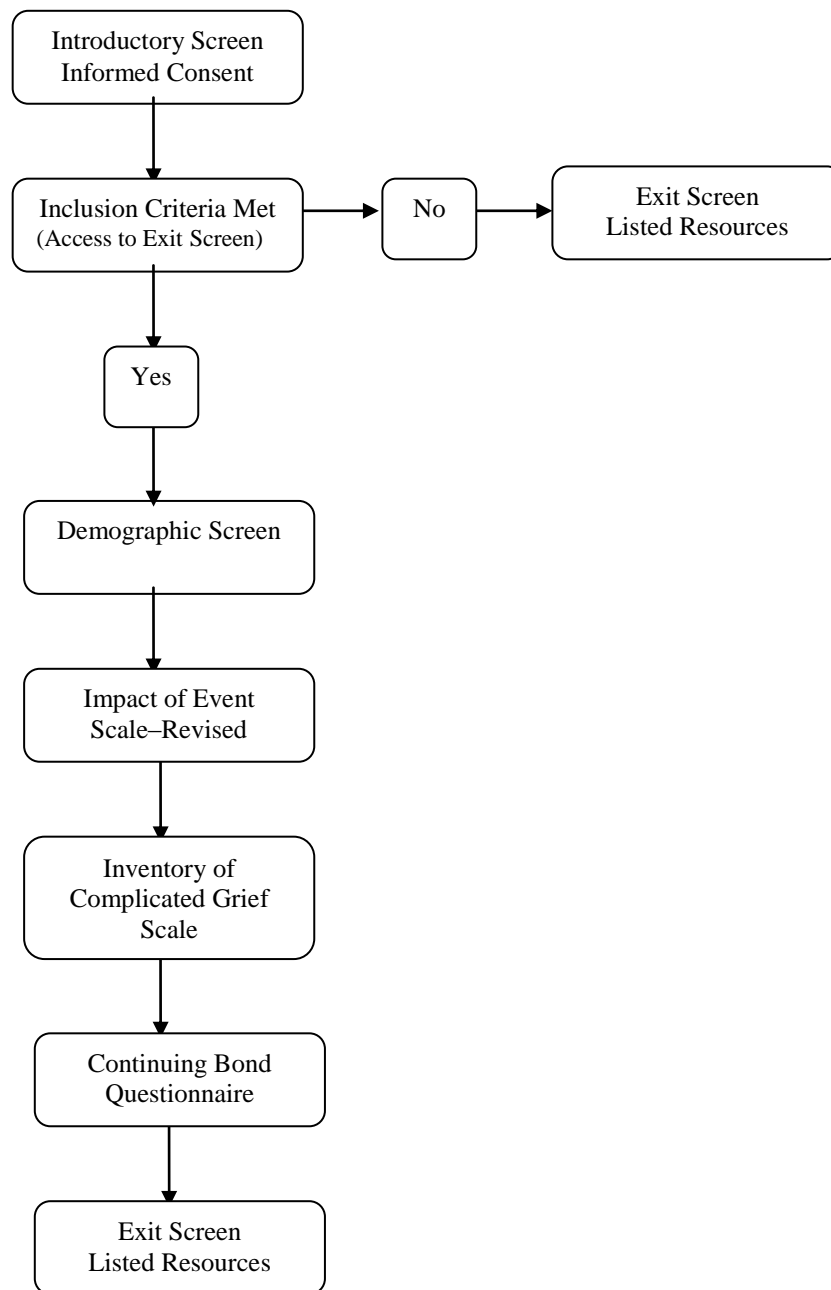 Introductory Screen
Informed Consent
Inclusion Criteria Met
(Access to Exit Screen)
No
Exit Screen
Listed Resources
Yes
Demographic Screen
Impact of Event
Scale–Revised
Inventory of
Complicated Grief
Scale
Continuing Bond
Questionnaire
Exit Screen
Listed Resources